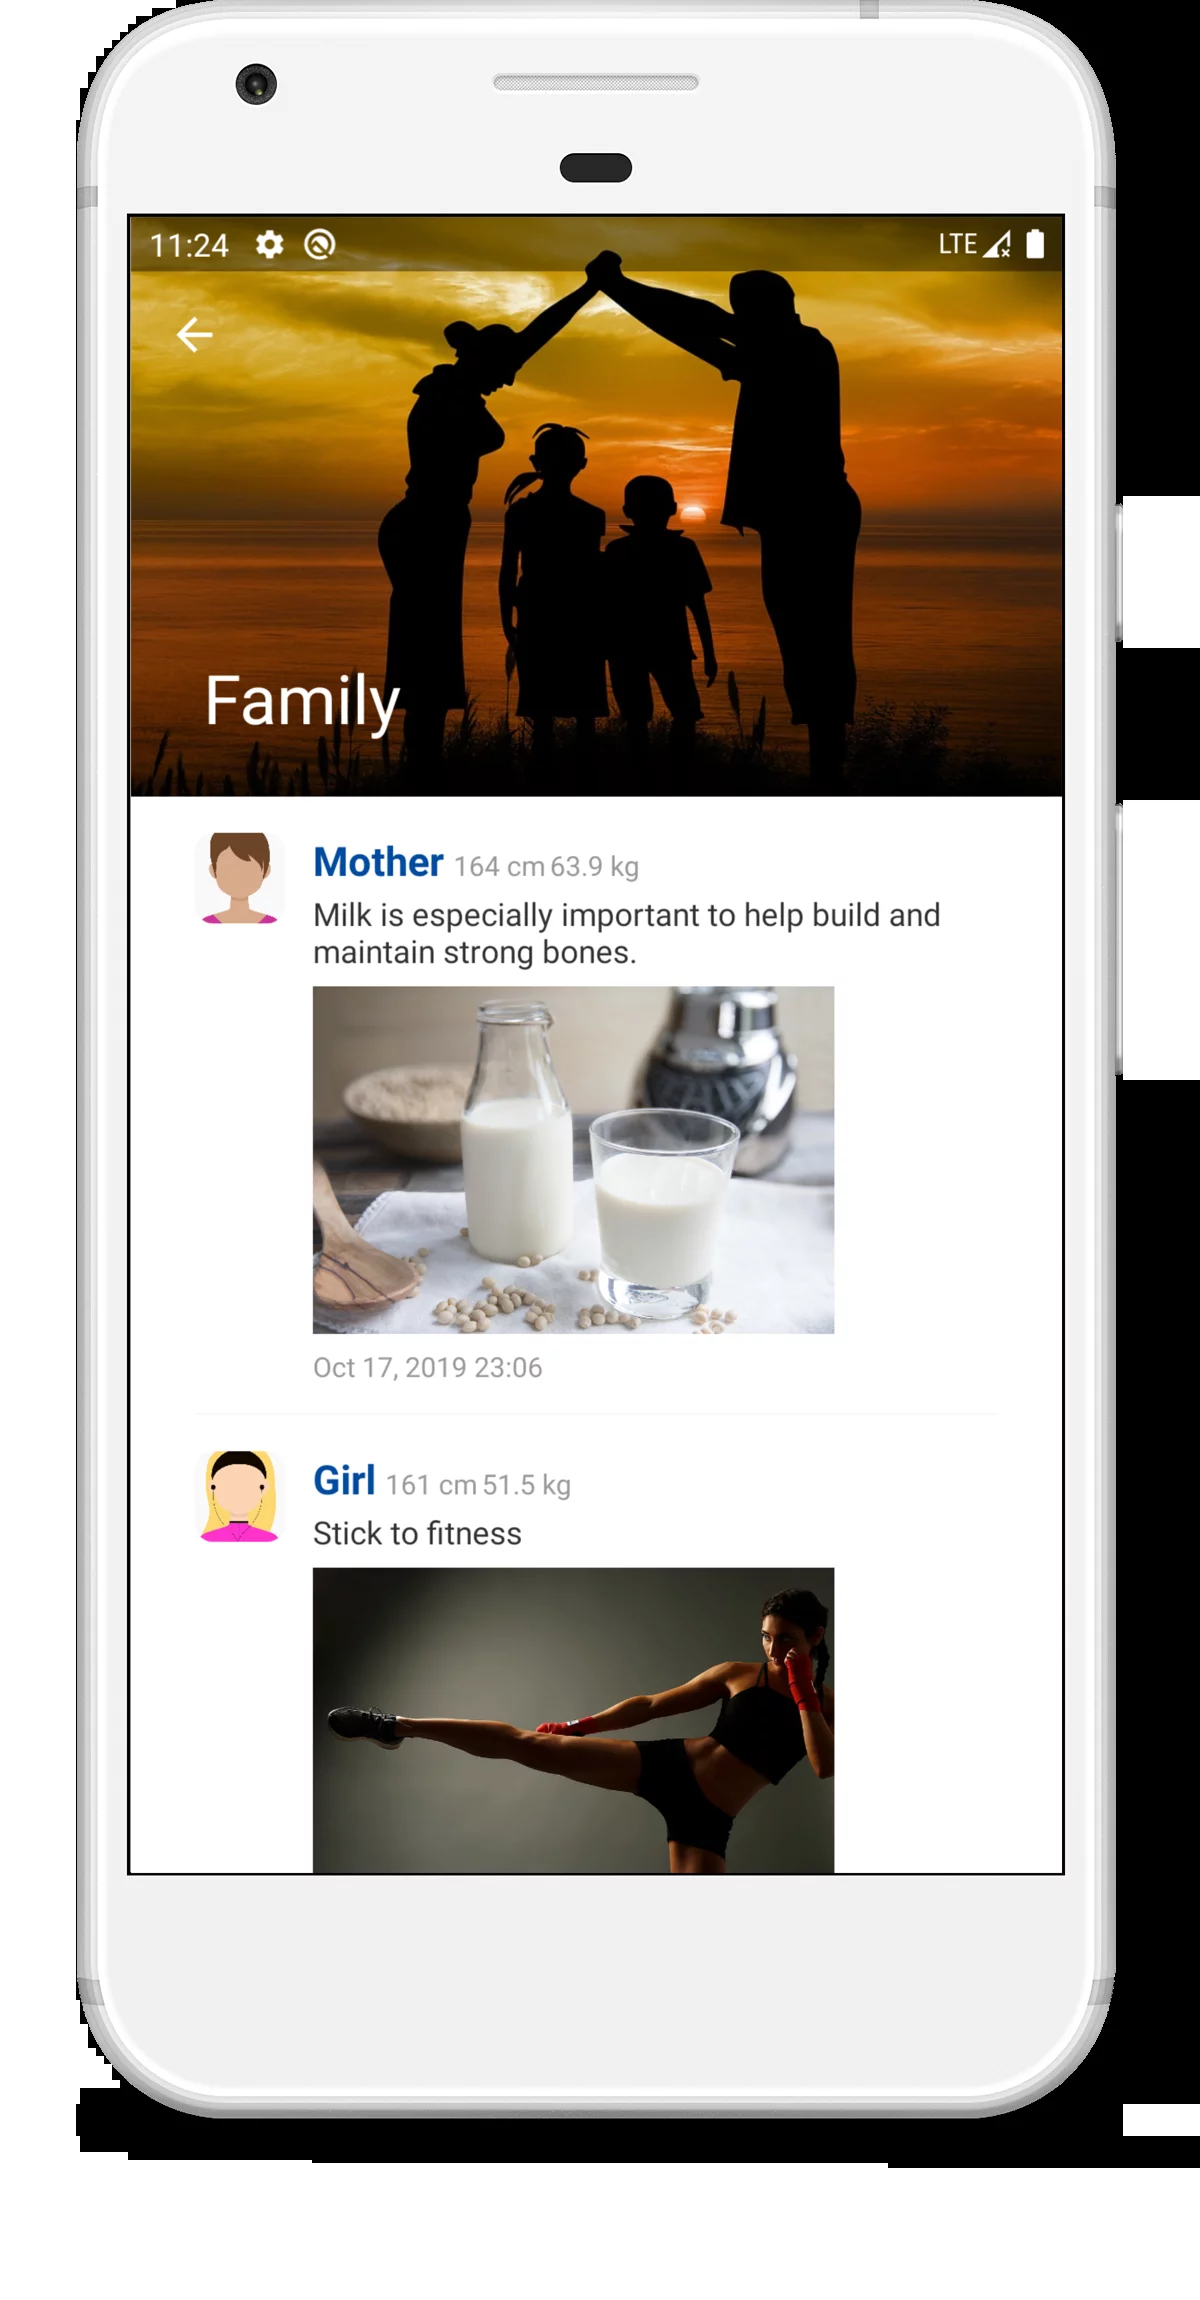 11:24 LTE
Family
Mother 164 cm 63.9 kg
Milk is especially important to help build and
maintain strong bones.
Oct 17, 2019 23:06
Girl 161 cm 51.5 kg
Stick to fitness